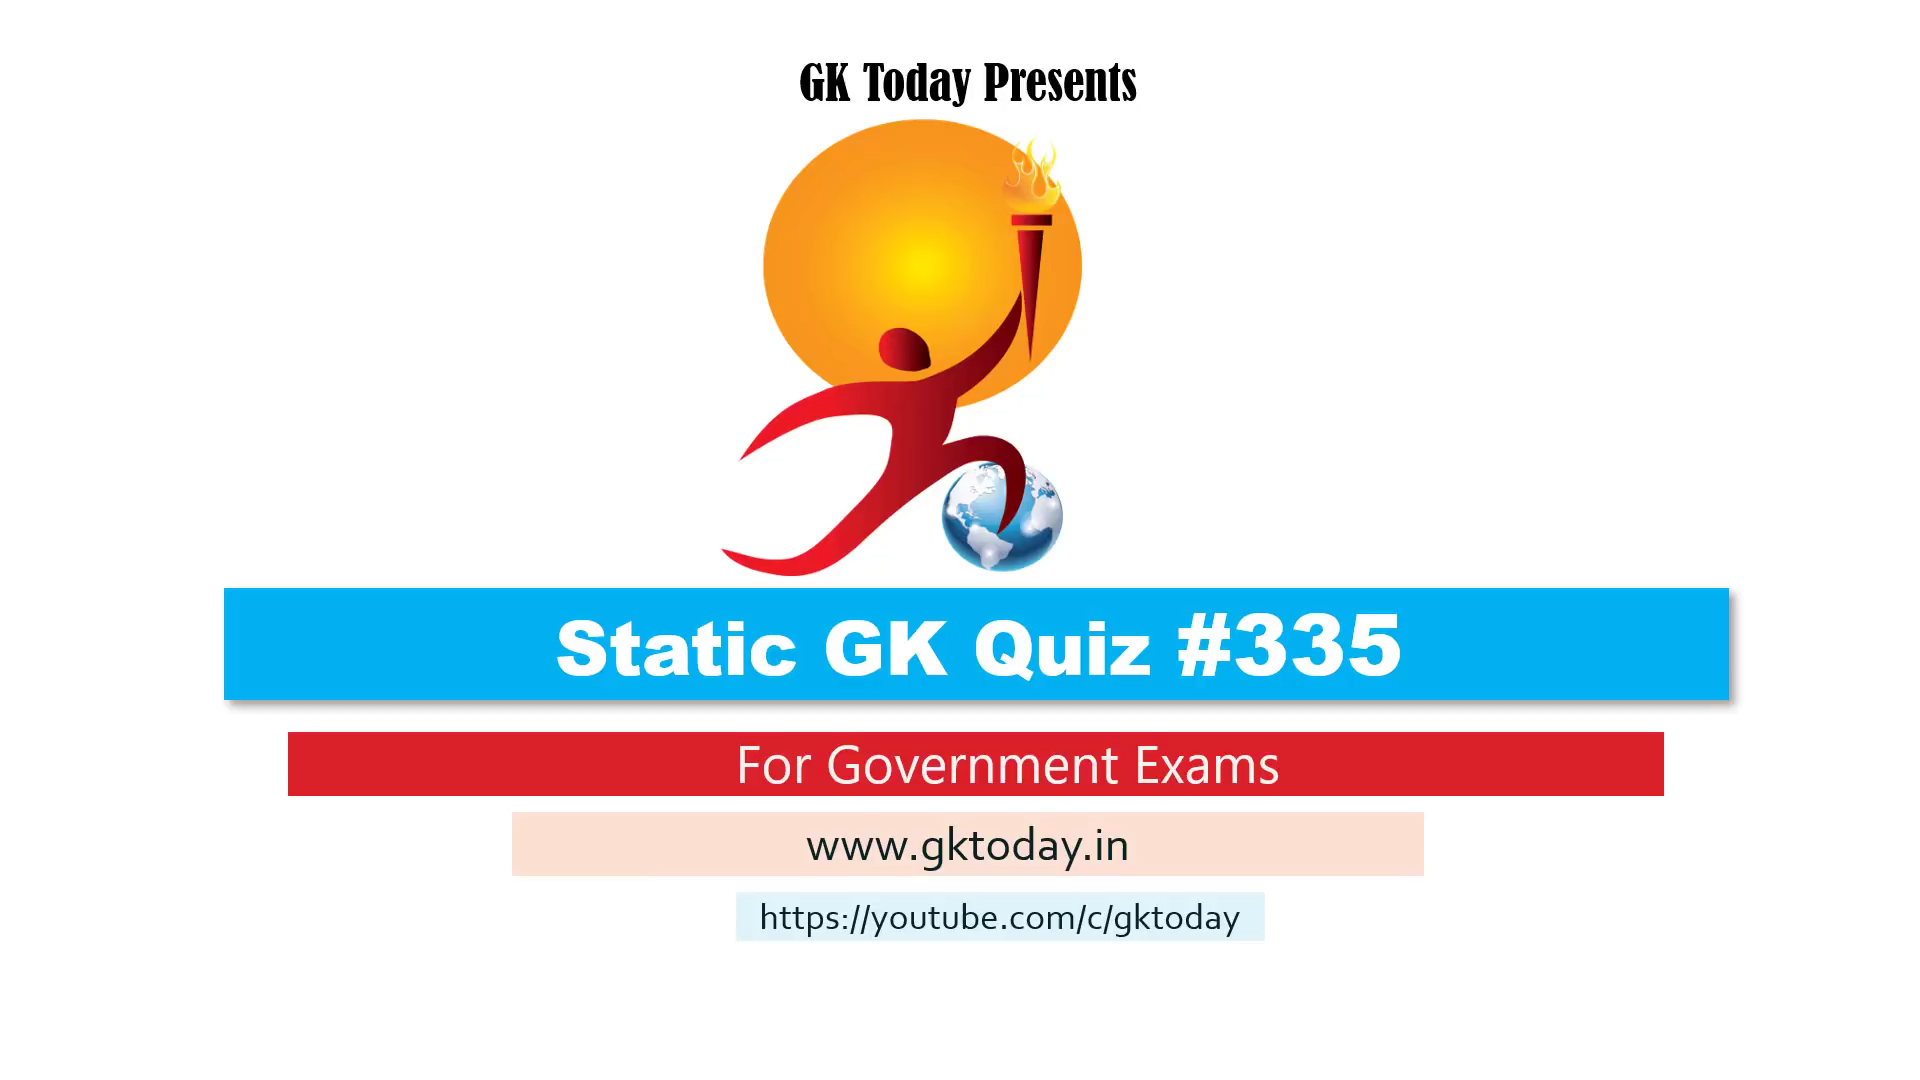 GK Today Presents
Static GK Quiz #335
For Government Exams
www.gktoday.in
https://youtube.com/c/gktoday